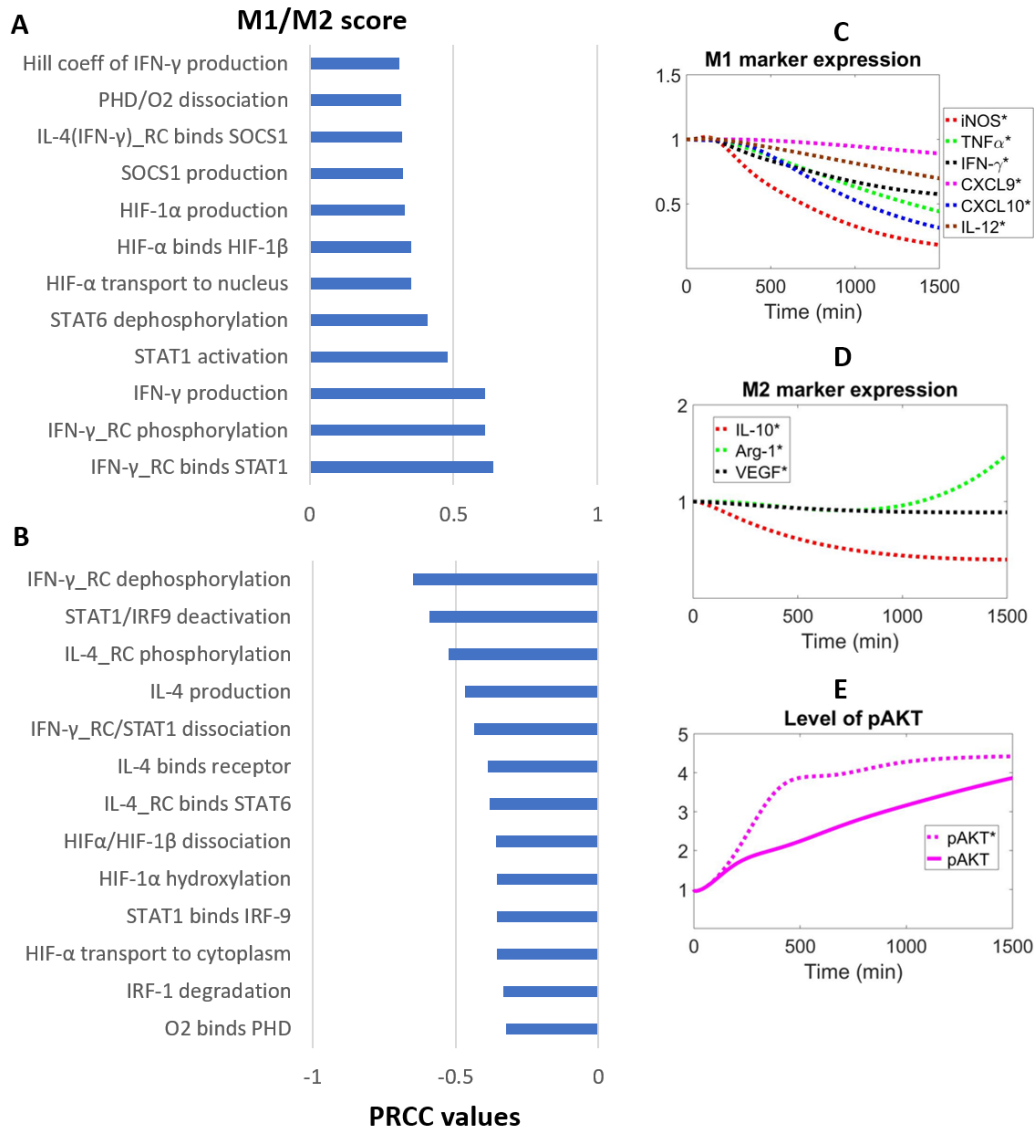 A
M1/M2 score
Hill coeff of IFN-γ production
PHD/O2 dissociation
IL-4(IFN-γ)_RC binds SOCS1
SOCS1 production
HIF-1α production
HIF-α binds HIF-1β
HIF-α transport to nucleus
STAT6 dephosphorylation
STAT1 activation
IFN-γ production
IFN-γ_RC phosphorylation
IFN-γ_RC binds STAT1
0 0.5 1
B
IFN-γ_RC dephosphorylation
STAT1/IRF9 deactivation
IL-4_RC phosphorylation
IL-4 production
IFN-γ_RC/STAT1 dissociation
IL-4 binds receptor
IL-4_RC binds STAT6
HIFα/HIF-1β dissociation
HIF-1α hydroxylation
STAT1 binds IRF-9
HIF-α transport to cytoplasm
IRF-1 degradation
O2 binds PHD
-1 -0.5 0
PRCC values
C
M1 marker expression
1.5
1
0.5
iNOS*
TNFα*
IFN-γ*
CXCL9*
CXCL10*
IL-12*
0 500 1000 1500
Time (min)
D
M2 marker expression
2
1
IL-10*
Arg-1*
VEGF*
0 500 1000 1500
Time (min)
E
Level of pAKT
5
4
3
2
1
pAKT*
pAKT
0 500 1000 1500
Time (min)